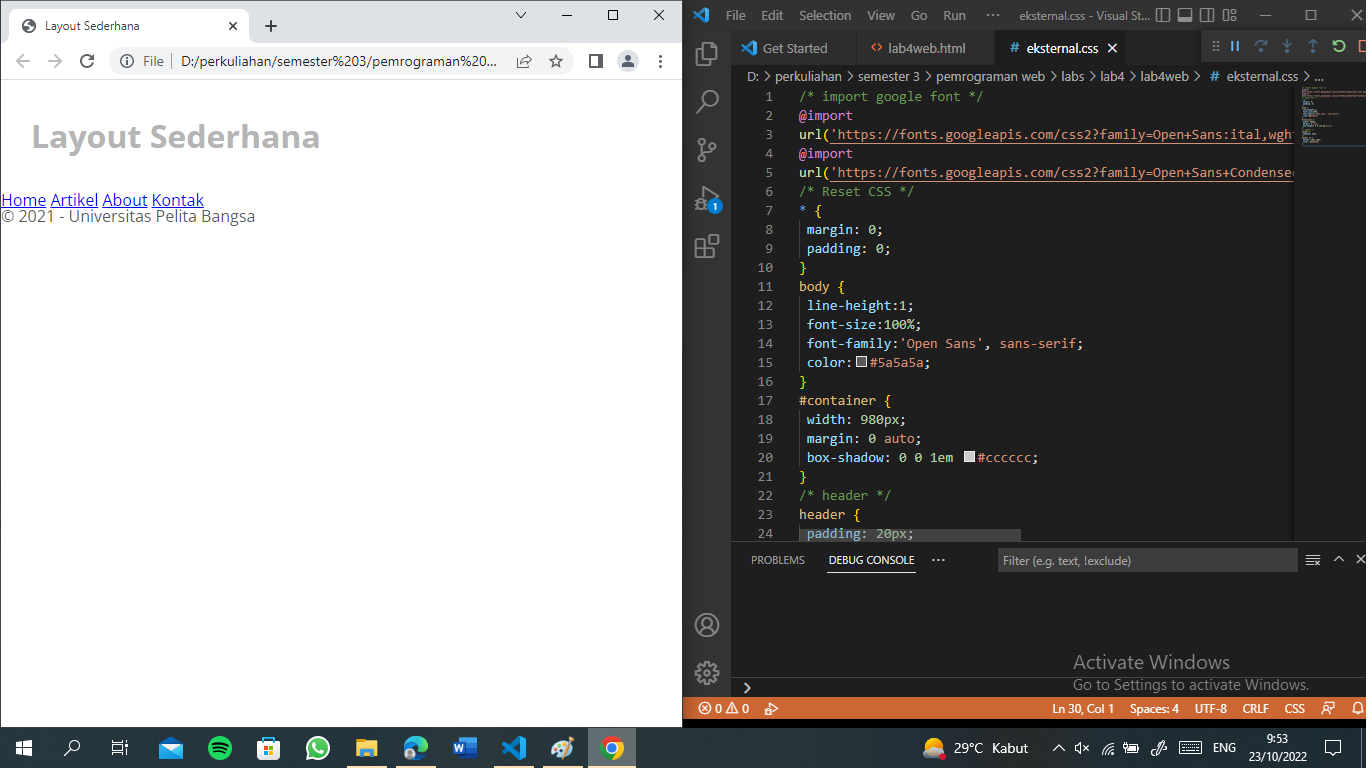 Layout Sederhana
File D:/perkuliahan/semester%203/pemrograman%20...
Layout Sederhana
Home Artikel About Kontak
© 2021 - Universitas Pelita Bangsa
File Edit Selection View Go Run ··· eksternal.css - Visual St...
Get Started lab4web.html # eksternal.css
D: > perkuliahan > semester 3 > pemrograman web > labs > lab4 > lab4web > # eksternal.css > ...
1 /* import google font */
2 @import
3 url('https://fonts.googleapis.com/css2?family=Open+Sans:ital,wght
4 @import
5 url('https://fonts.googleapis.com/css2?family=Open+Sans+Condensed
6 /* Reset CSS */
7 * {
8 margin: 0;
9 padding: 0;
10 }
11 body {
12 line-height:1;
13 font-size:100%;
14 font-family:'Open Sans', sans-serif;
15 color:#5a5a5a;
16 }
17 #container {
18 width: 980px;
19 margin: 0 auto;
20 box-shadow: 0 0 1em #cccccc;
21 }
22 /* header */
23 header {
24 padding: 20px;
1
PROBLEMS DEBUG CONSOLE ··· Filter (e.g. text, !exclude)
Activate Windows
Go to Settings to activate Windows.
0 0 Ln 30, Col 1 Spaces: 4 UTF-8 CRLF CSS
29°C Kabut ENG 9:53
23/10/2022